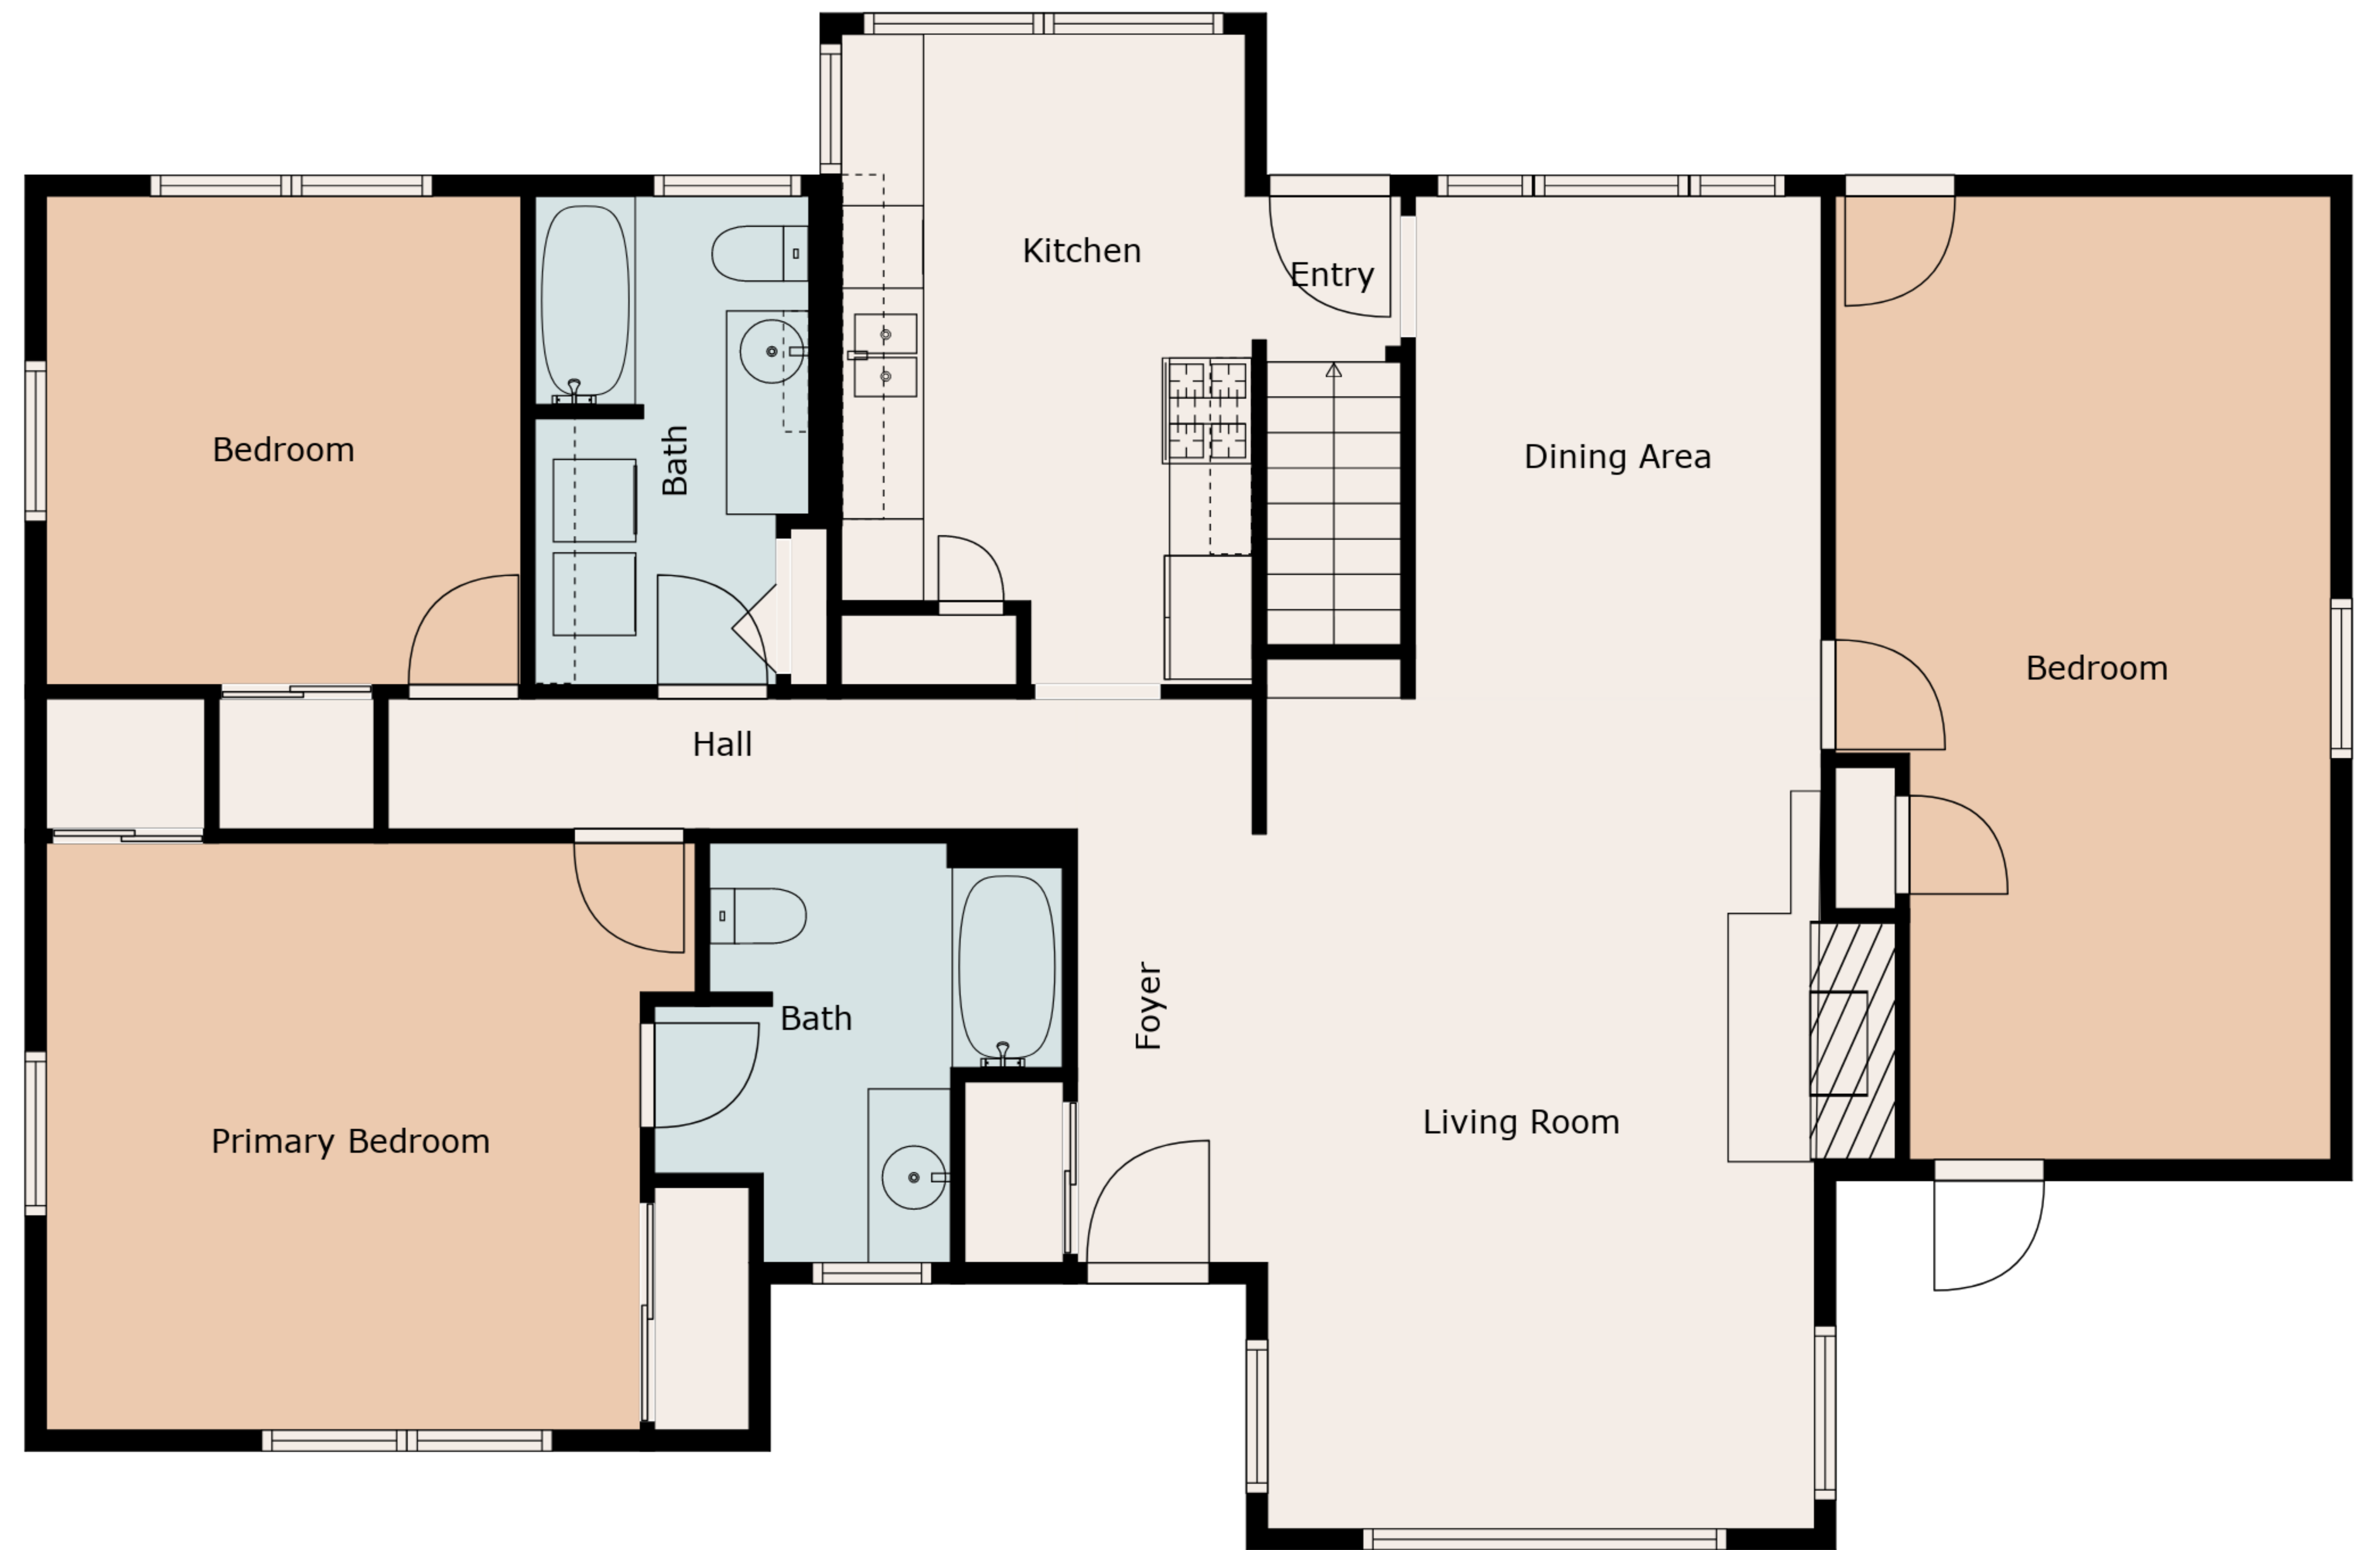 Kitchen
Entry
Bedroom
Bath
Dining Area
Bedroom
Hall
Foyer
Bath
Living Room
Primary Bedroom